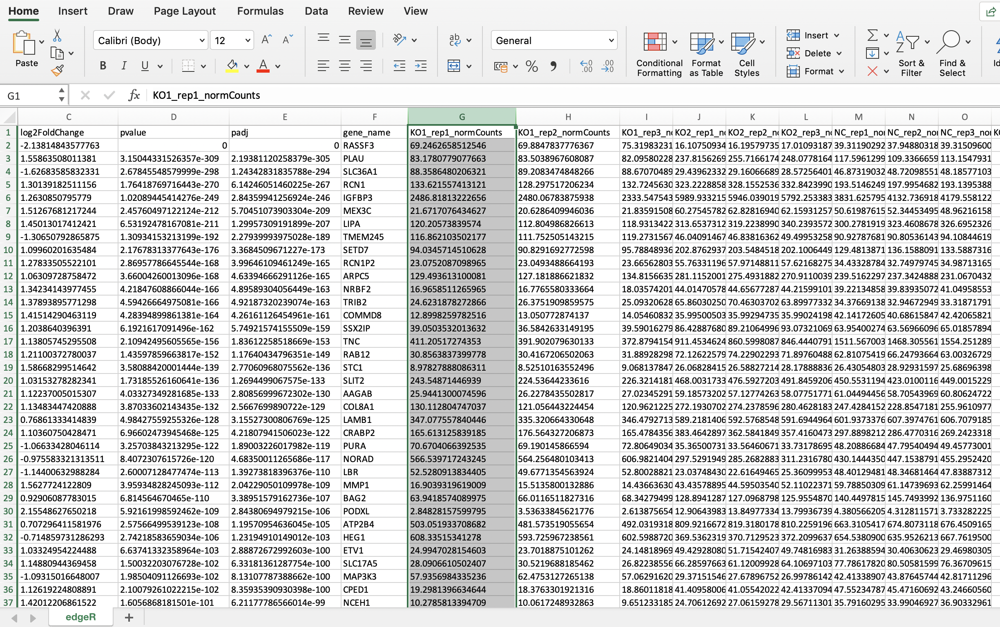 Home Insert Draw Page Layout Formulas Data Review View
Calibri (Body) 12 General Insert
Delete
Paste B I U Conditional Formatting Format as Table Cell Styles Format Sort & Filter Find & Select
G1 fx KO1_rep1_normCounts
C D E F G H I J K L M N O
1 log2FoldChange pvalue padj gene_name KO1_rep1_normCounts KO1_rep2_normCounts KO1_rep3_no KO2_rep1_no KO2_rep2_no KO2_rep3_no NC_rep1_nor NC_rep2_nor NC_rep3_nor
2 -2.13814843577763 0 0 RASSF3 69.2462658512546 69.8847837776367 75.31983231 16.10750934 16.19579735 17.01093187 39.31190292 37.94880318 39.31509600
3 1.55863508011381 3.15044331526357e-309 2.19381120258379e-305 PLAU 83.1780779077663 83.5038967608087 82.09580228 237.8156269 255.7166174 248.0778164 117.5961299 109.3366659 113.1547931
4 -1.62683585832331 2.67845548579999e-298 1.24342831835788e-294 SLC36A1 88.3586480206321 89.2083474848266 88.67070489 29.43962332 29.16066689 28.57256401 46.87319032 48.72098551 48.18577103
5 1.30139182511156 1.76418769716443e-270 6.14246051460225e-267 RCN1 133.621557413121 128.297517206234 132.7245630 323.2228858 328.1552536 332.8423990 193.5146249 197.9954682 193.1395388
6 1.2630850795779 1.02089445414276e-249 2.84359941256924e-246 IGFBP3 2486.81813222656 2480.06783875938 2333.547543 5989.933215 5946.039019 5792.253383 3831.625795 4132.736918 4179.558122
7 1.51267681217244 2.45760497122124e-212 5.70451073903304e-209 MEX3C 21.6717076434627 20.6286409946036 21.83591508 60.27545782 62.82816940 62.15931257 50.61987615 52.34453495 48.96216158
8 1.45013017412421 6.53192478167081e-211 1.29957309191899e-207 LIPA 120.20573839574 112.804986826613 118.9313422 313.6537312 319.2238990 340.2393572 300.2781919 323.4608678 326.6952326
9 -1.30650792865875 1.30934153213199e-192 2.27939993975028e-189 TMEM245 116.862103502177 111.752505143215 119.2731567 46.04091467 46.83816362 49.49953258 90.92787681 90.80536143 94.10844619
10 1.09960201635484 2.17678313377643e-176 3.3684509671227e-173 SETD7 94.0345714510628 90.8291692772598 95.78848936 202.8762937 203.5484518 202.1006449 129.4813871 136.1588091 133.5887316
11 1.27833505522101 2.86957786645544e-168 3.99646109461249e-165 RCN1P2 23.0752087098965 23.0493488664193 23.66562803 55.76331196 57.97148811 57.62168275 34.43328784 32.74979745 34.98713165
12 1.06309728758472 3.66004260013096e-168 4.63394666291126e-165 ARPC5 129.493613100081 127.181886621832 134.8156635 281.1152001 275.4931882 270.9110039 239.5162297 237.3424888 231.0670432
13 1.34234143977455 4.21847608866044e-166 4.89589304056449e-163 NRBF2 16.9658511265965 16.7765580333664 18.03574201 44.01470578 44.65677287 44.21599101 39.22134858 39.83935072 41.04958553
14 1.37893895771298 4.59426664975081e-166 4.92187320239074e-163 TRIB2 24.6231878272866 26.3751909859575 25.09320628 65.86030250 70.46303702 63.89977332 34.37669138 32.94672949 33.31871791
15 1.41514290463119 4.28394899861381e-164 4.26161126454961e-161 COMMD8 12.8998259782516 13.050772874137 14.05460832 35.99500503 35.99294735 35.99024198 42.14172605 40.68615847 42.42065821
16 1.2038640396391 6.1921617091496e-162 5.74921574155509e-159 SSX2IP 39.0503532013632 36.5842633149195 39.59016279 86.42887680 89.21064996 93.07321069 63.95400274 63.56966096 65.01857894
17 1.13805745295508 2.10942495605565e-156 1.83612258518669e-153 TNC 411.20517274353 391.902079630133 372.8794154 911.4534624 860.5998087 846.4440791 1511.567003 1468.305561 1554.251289
18 1.21100372780037 1.43597859663817e-152 1.17640434796351e-149 RAB12 30.8563837399778 30.4167206502063 31.88928298 72.12622579 74.22902293 71.89760488 62.81075419 66.24793664 63.00326729
19 1.58668299514642 3.58088420001444e-139 2.77060968075562e-136 STC1 8.97827888086311 8.52510163552496 9.068137847 26.06828415 26.58827214 28.17888836 26.43054803 28.92931597 25.68696398
20 1.03153278282341 1.73185526160641e-136 1.2694499067575e-133 SLIT2 243.54871446939 224.53644233616 226.3214181 468.0031733 476.5927203 491.8459206 450.5531194 423.0100116 449.0015229
21 1.12237005015307 4.03327349281685e-133 2.80856999672302e-130 AAGAB 25.9441300074596 26.2278435502817 27.02345291 59.18573202 57.12774263 58.07751771 61.04494456 58.70543969 60.80624722
22 1.13483447420888 3.87033602143435e-132 2.5667699890722e-129 COL8A1 130.112804747037 121.056443224454 120.9621225 272.1930702 274.2378596 280.4628183 247.4284152 228.8547181 255.9610977
23 0.76861333414839 4.98427559255326e-128 3.15527300806769e-125 LAMB1 347.077557840446 335.320664330648 346.4792713 589.2181406 592.5768548 591.6944964 601.9373376 607.3974761 606.7079185
24 1.10360750428471 6.96602473945468e-125 4.21807941506023e-122 CRABP2 165.613125839185 176.564327206873 165.4784356 383.4642897 362.5841849 357.4160473 297.8898212 286.4770316 269.2423318
25 -1.06633428046114 3.25703843213295e-122 1.89003226017982e-119 PURA 70.6704066392535 69.190145866594 72.80649034 35.36500731 33.56460671 33.73178695 48.20886684 47.79540494 49.45773001
26 -0.975583321313511 8.4072307615726e-120 4.68350011265686e-117 NORAD 566.539717243245 564.256480103413 606.9821404 297.5291949 285.2682883 311.2316780 430.1444350 447.1538791 455.2952420
27 -1.14400632988284 2.60007128477474e-113 1.39273818396376e-110 LBR 52.5280913834405 49.6771354563924 52.80028821 23.03748430 22.61649465 25.36099953 48.40129481 48.34681464 47.83887312
28 1.5627724122809 3.95934828245093e-112 2.04229050109978e-109 MMP1 16.9039319619009 15.5135800132886 14.43663630 43.43578895 44.59503540 52.11022371 59.78850309 61.14739693 62.25991464
29 0.92906087783015 6.814564670465e-110 3.38951579162736e-107 BAG2 63.9418574089975 66.0116511827316 68.34279499 128.8941287 127.0968798 125.9554870 140.4497815 145.7493992 136.9751160
30 2.15548627650218 5.92161998592462e-109 2.84380694979215e-106 PODXL 2.84828157599795 3.53633845621776 2.613875654 12.90643983 13.84977334 13.79936739 4.380566205 4.312811571 3.733282225
31 0.707296411581976 2.57566499539123e-108 1.19570954636045e-105 ATP2B4 503.051933708682 481.573519055654 492.0319318 809.9216672 819.3180178 810.2259196 663.3105417 674.8073118 676.4509165
32 -0.714859731286293 2.74218583659034e-106 1.23194910149012e-103 HEG1 608.33515341278 593.725967238561 602.5988720 369.5362319 370.7129523 372.2099637 654.5380900 635.9526213 667.7619500
33 1.03324954224488 6.63741332358964e-103 2.88872672992603e-100 ETV1 24.9947028154603 23.7018875101262 24.14818969 49.42928080 51.71542407 49.74816983 31.26388594 30.40630623 29.46980305
34 1.14880944369458 1.50032203076728e-102 6.33181361287754e-100 SLC17A5 28.0906610502407 30.5219688185462 26.82238556 66.28597663 61.12009928 64.10697103 77.78617820 80.50581599 76.36709615
35 -1.09315016648007 1.98504091126693e-102 8.13107787388662e-100 MAP3K3 57.9356984335236 62.4753127265138 57.06291620 29.37151546 27.67896752 26.99786142 42.41338907 43.87645744 42.81711296
36 1.12619224808891 2.10079261022215e-102 8.35935390930398e-100 CPED1 19.2981396634644 18.3763301921316 18.86011818 41.40958006 41.05542022 42.41337094 47.55234787 45.47160692 43.24660560
37 1.42012206861522 1.6056868181501e-101 6.21177786566014e-99 NCEH1 10.2785813394709 10.0617248932863 9.651233185 24.70612692 27.06159278 29.56711301 35.79160295 33.99046927 36.90332961
edgeR +